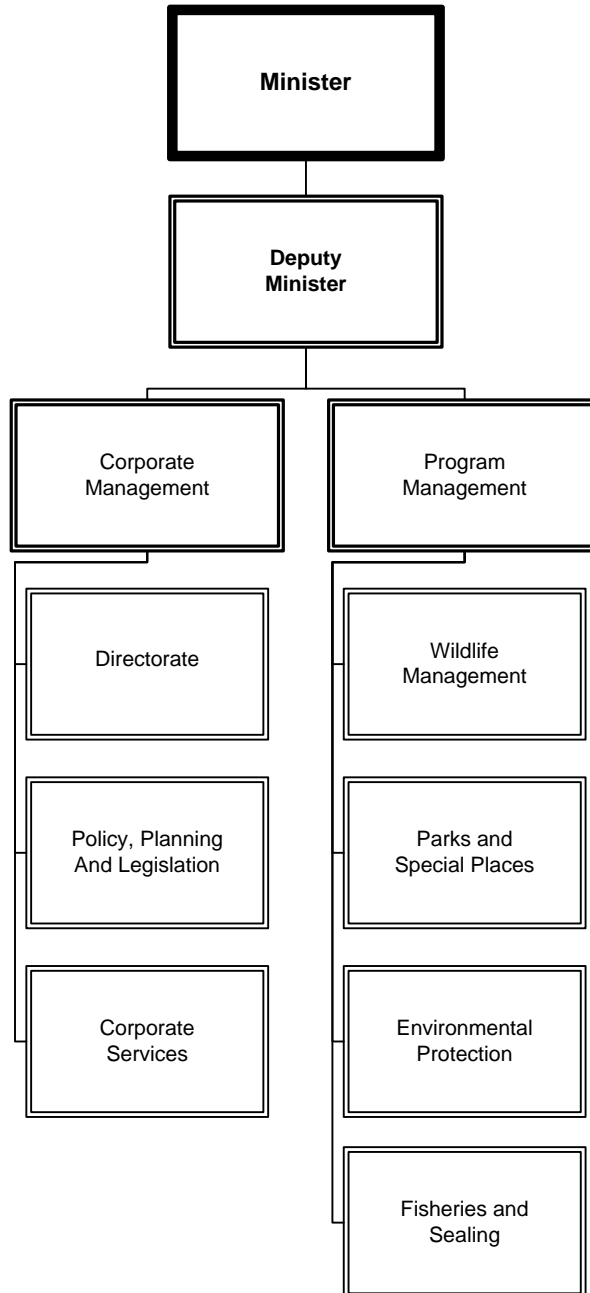 Minister
Deputy
Minister
Corporate
Management
Program
Management
Directorate
Wildlife
Management
Policy, Planning
And Legislation
Parks and
Special Places
Corporate
Services
Environmental
Protection
Fisheries and
Sealing